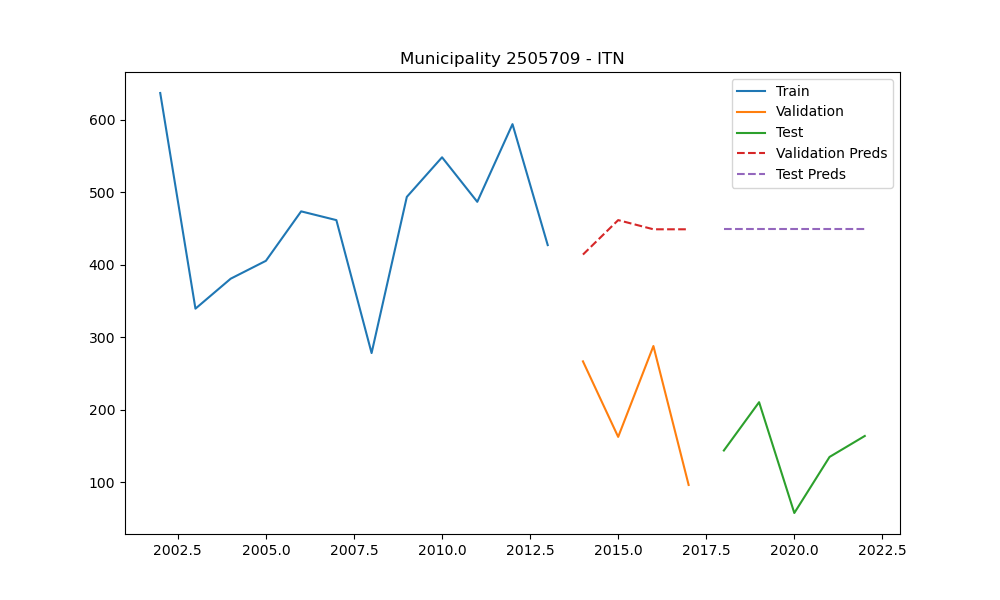 Municipality 2505709 - ITN
Train
Validation
Test
Validation Preds
Test Preds
600
500
400
300
200
100
2002.5 2005.0 2007.5 2010.0 2012.5 2015.0 2017.5 2020.0 2022.5